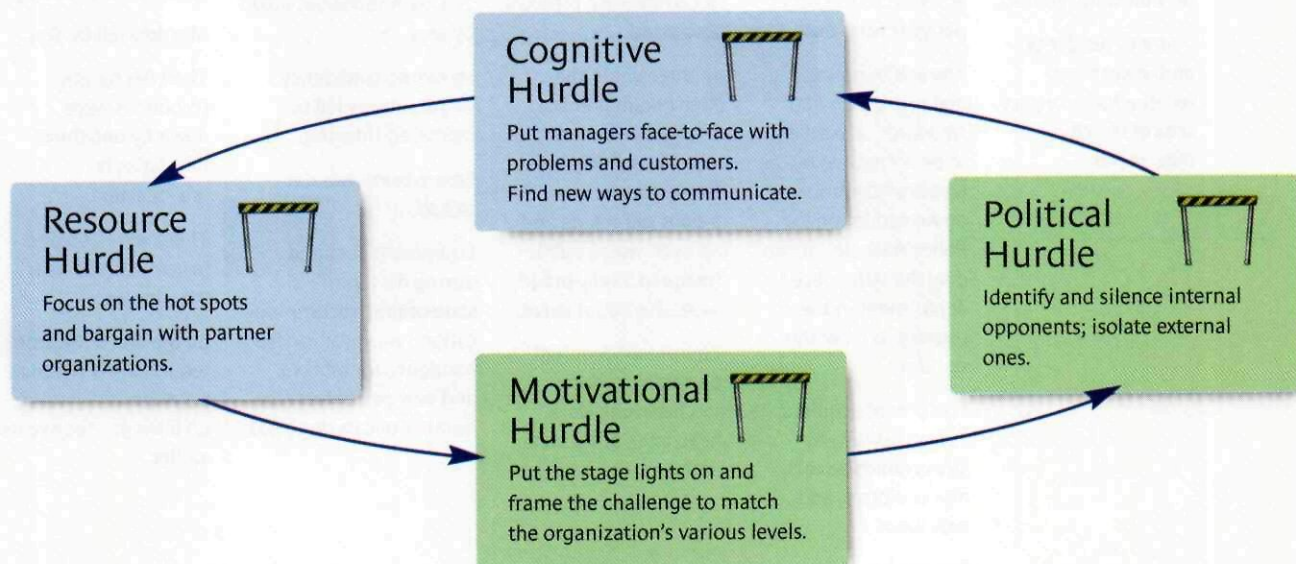 Cognitive
Hurdle
Put managers face-to-face with
problems and customers.
Find new ways to communicate.
Resource
Hurdle
Focus on the hot spots
and bargain with partner
organizations.
Motivational
Hurdle
Put the stage lights on and
frame the challenge to match
the organization's various levels.
Political
Hurdle
Identify and silence internal
opponents; isolate external
ones.